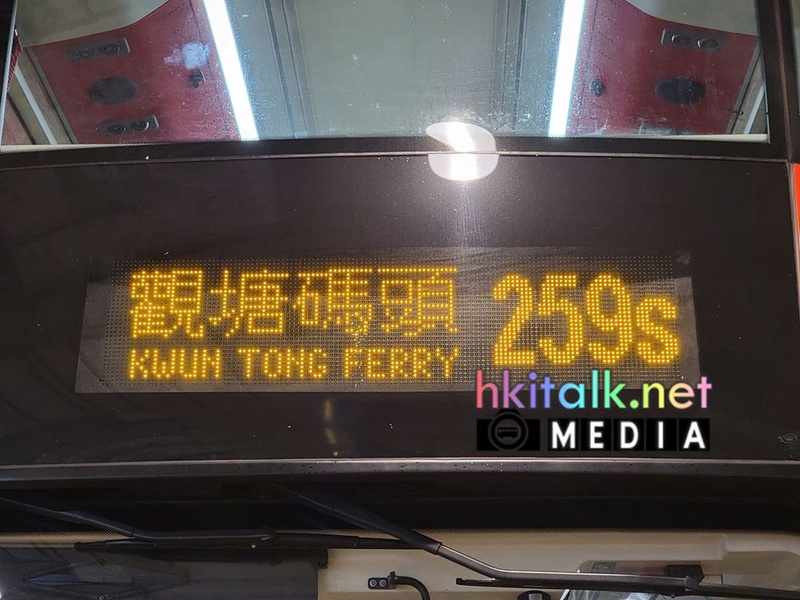 觀塘碼頭 259s
KWUN TONG FERRY
hkitalk.net
MEDIA